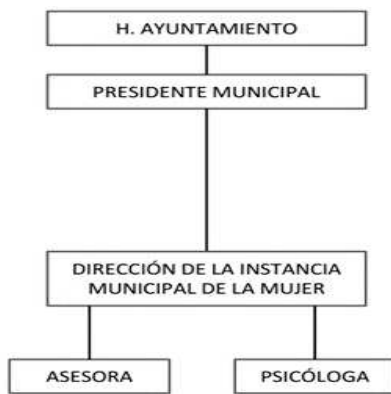 H. AYUNTAMIENTO
PRESIDENTE MUNICIPAL
DIRECCIÓN DE LA INSTANCIA
MUNICIPAL DE LA MUJER
ASESORA
PSICÓLOGA